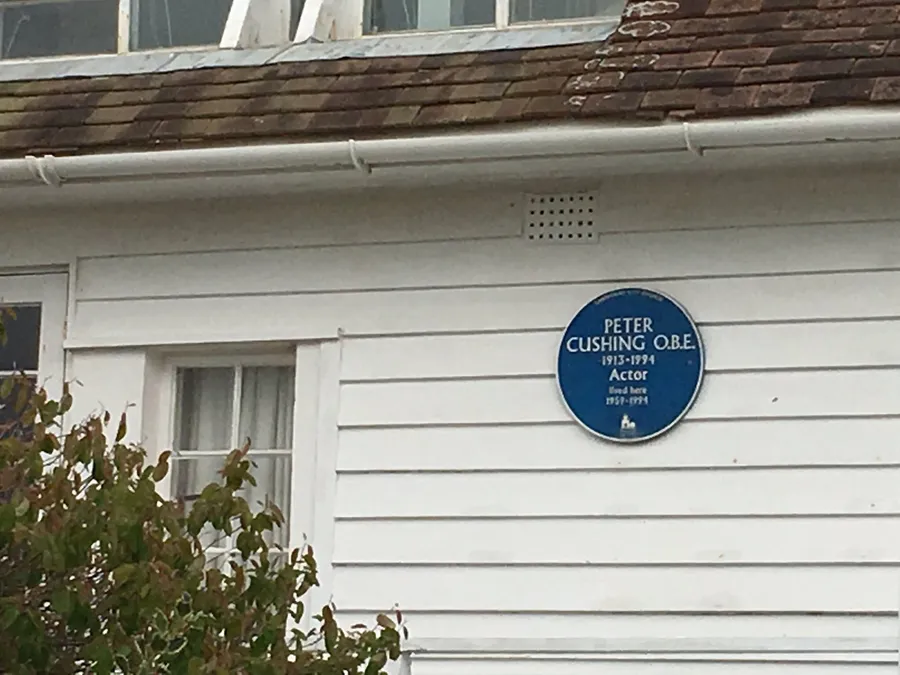 PETER
CUSHING O.B.E.
1913-1994
Actor
lived here
1959-1994